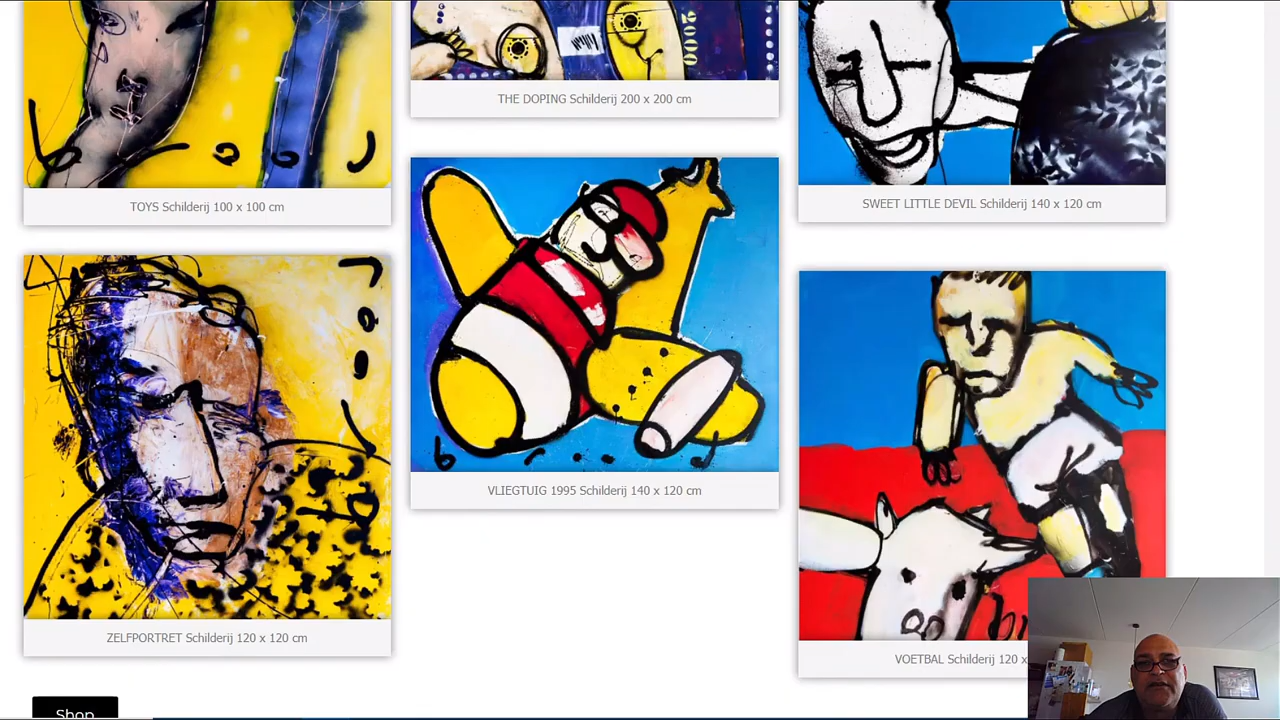 2000
THE DOPING Schilderij 200 x 200 cm
SWEET LITTLE DEVIL Schilderij 140 x 120 cm
TOYS Schilderij 100 x 100 cm
VLIEGTUIG 1995 Schilderij 140 x 120 cm
ZELFPORTRET Schilderij 120 x 120 cm
VOETBAL Schilderij 120 x
Shop